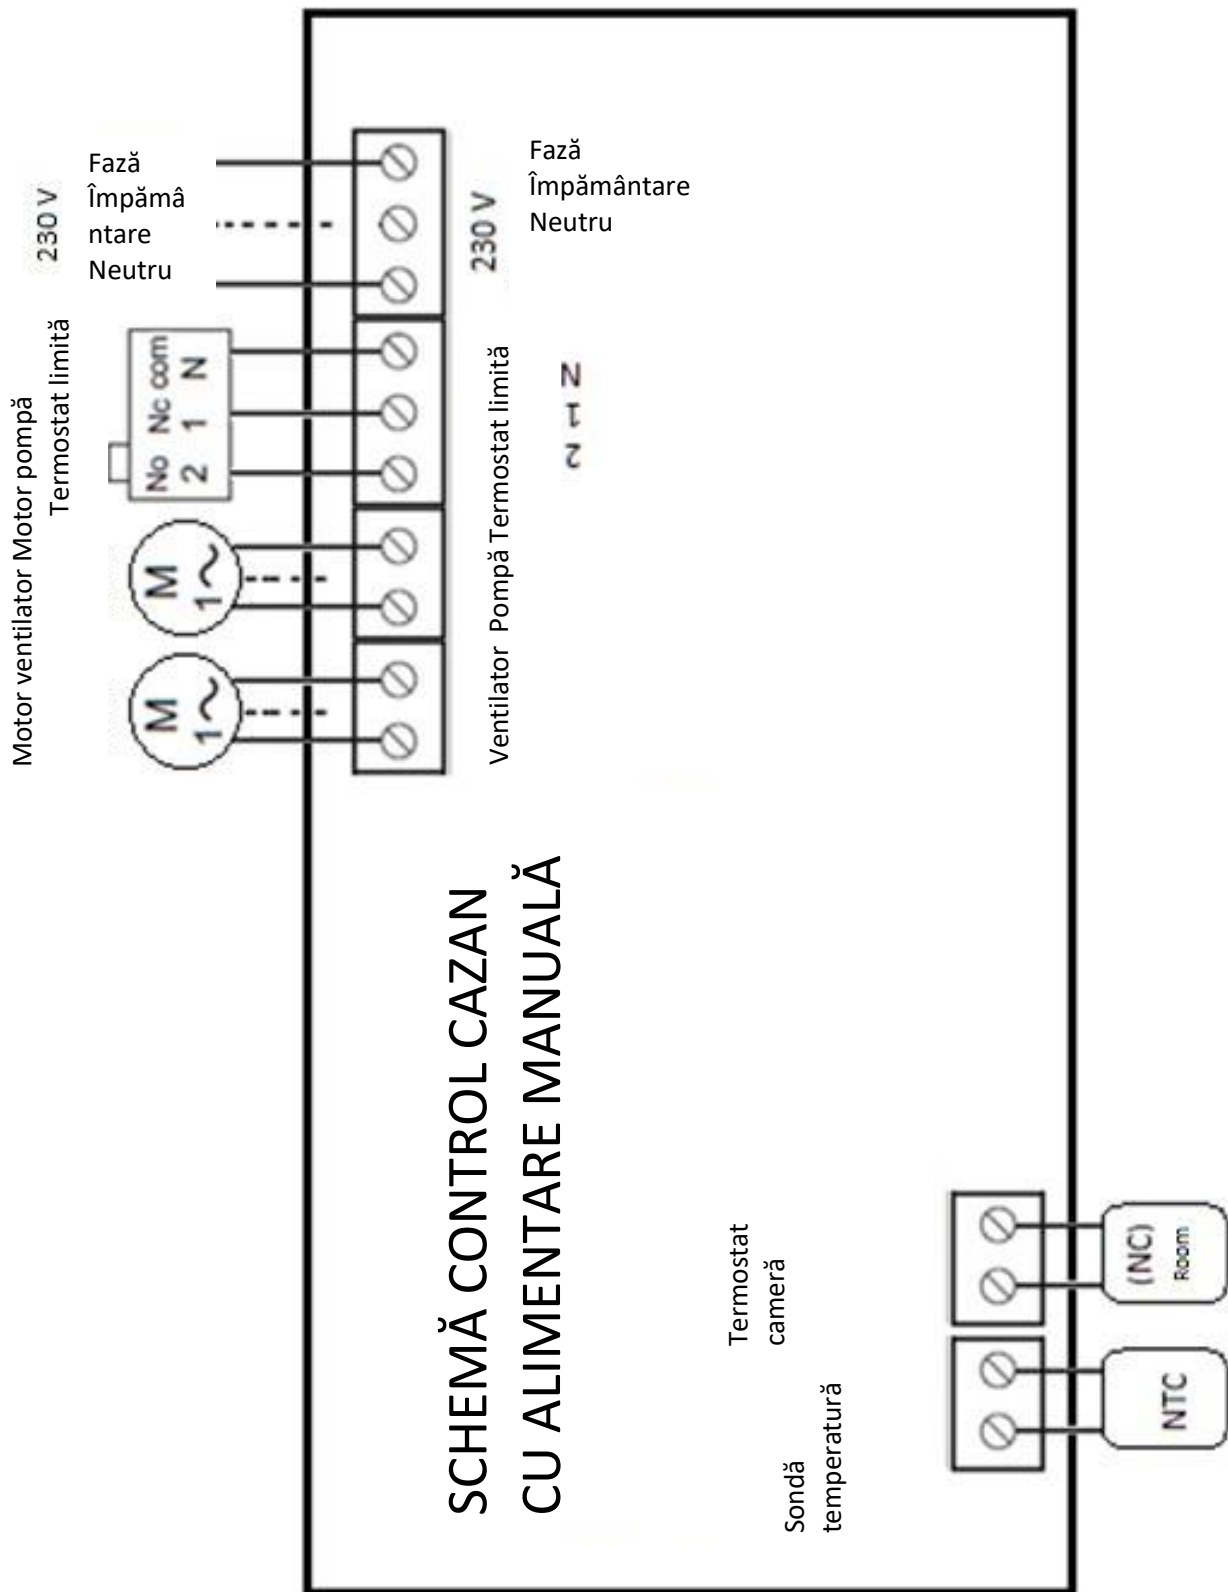 230 V
Fază
Împămâ
ntare
Neutru
230 V
Fază
Împământare
Neutru
Motor ventilator Motor pompă
Termostat limită
No Nc com
2 1 N
M
1~
M
1~
Ventilator Pompă Termostat limită
2 1 N
SCHEMĂ CONTROL CAZAN
CU ALIMENTARE MANUALĂ
Termostat
cameră
Sondă
temperatură
(NC)
Room
NTC